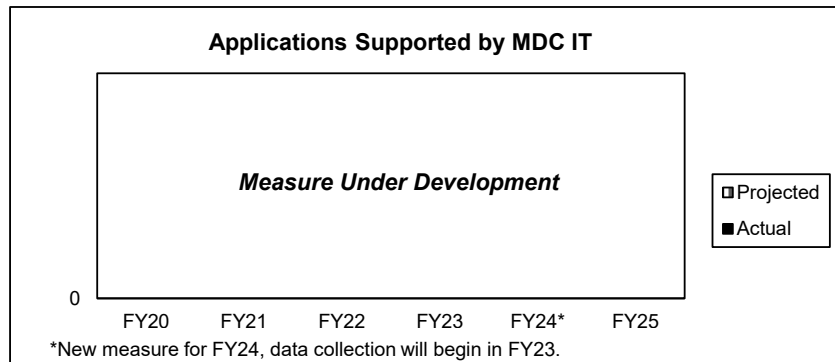 Applications Supported by MDC IT
Measure Under Development
Projected
Actual
0
FY20 FY21 FY22 FY23 FY24* FY25
*New measure for FY24, data collection will begin in FY23.